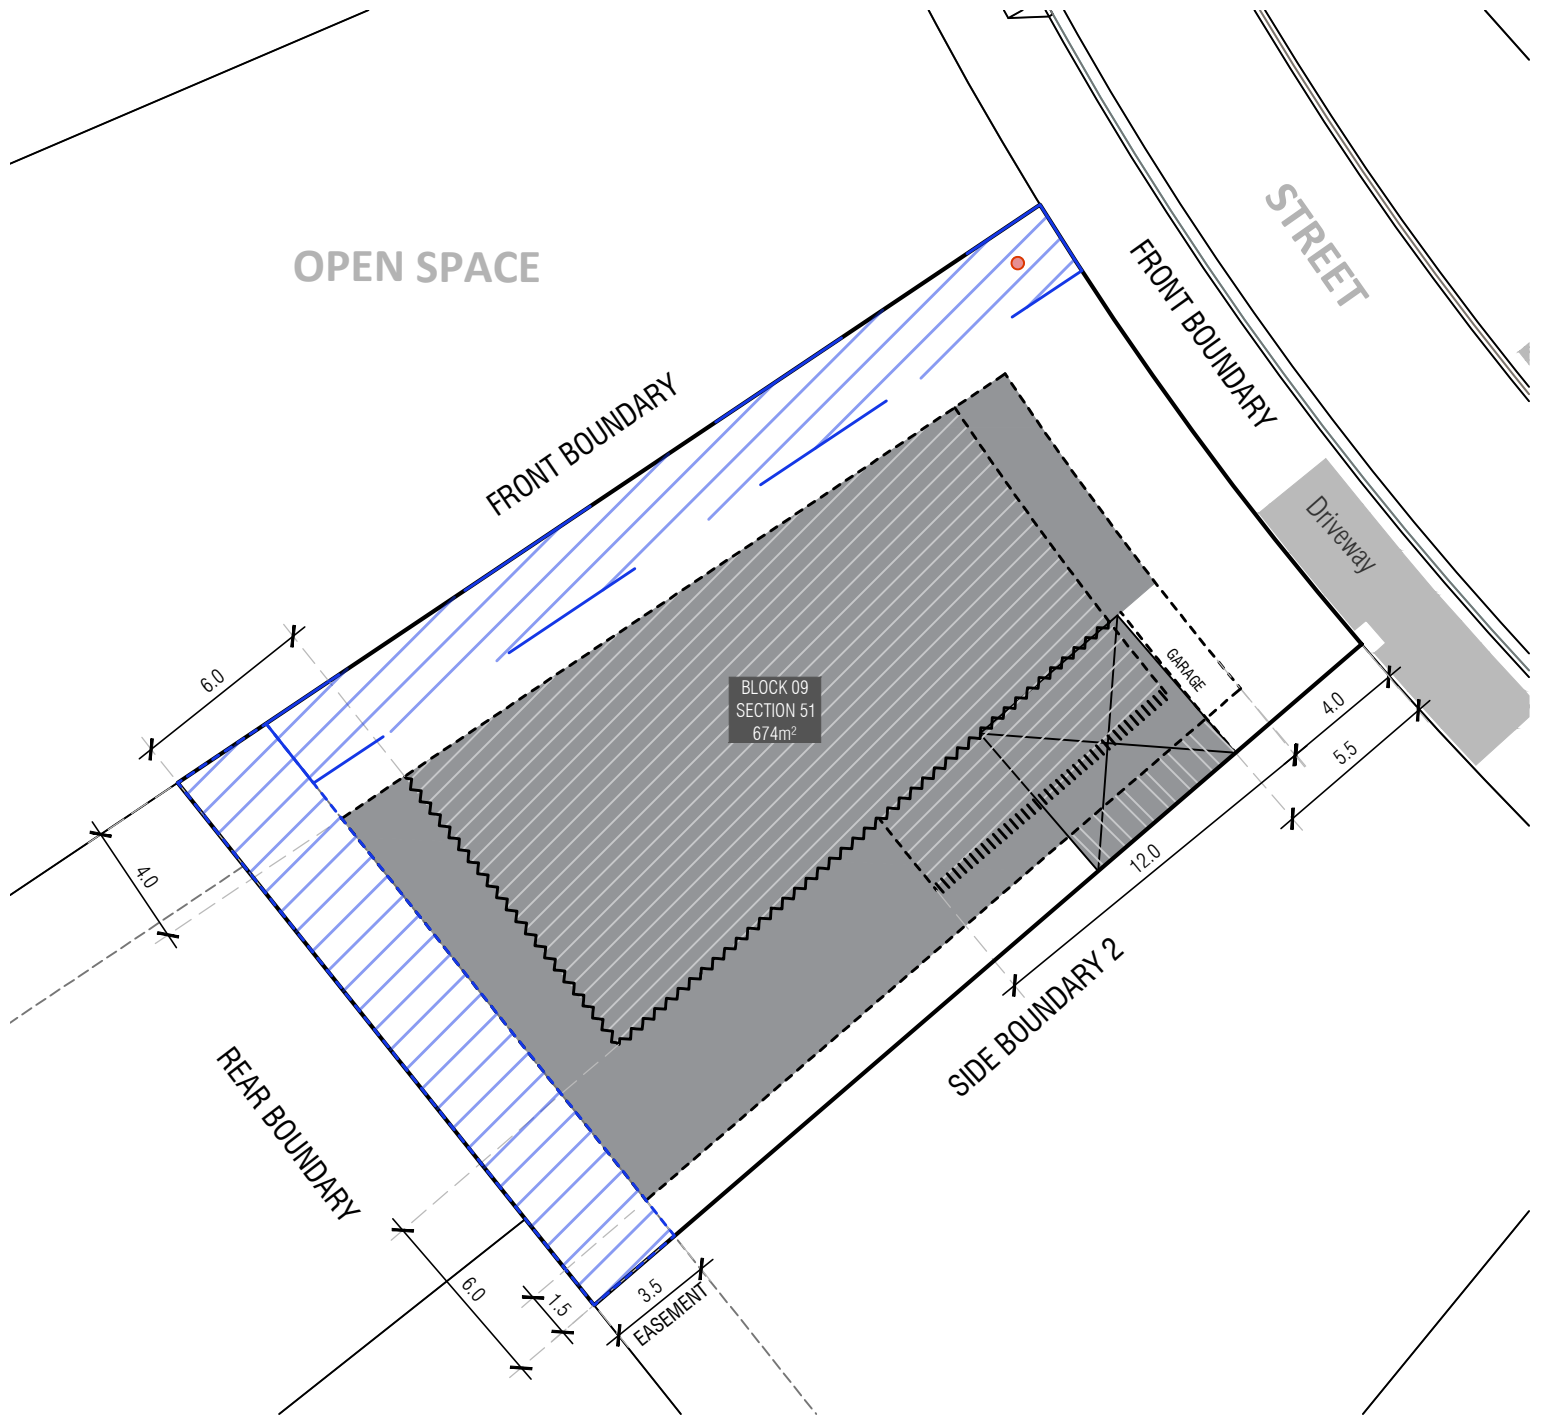 OPEN SPACE
STREET
FRONT BOUNDARY
FRONT BOUNDARY
Driveway
6.0
GARAGE
BLOCK 09
SECTION 51
674m²
4.0
5.5
4.0
12.0
SIDE BOUNDARY 2
REAR BOUNDARY
6.0
1.5
3.5
EASEMENT